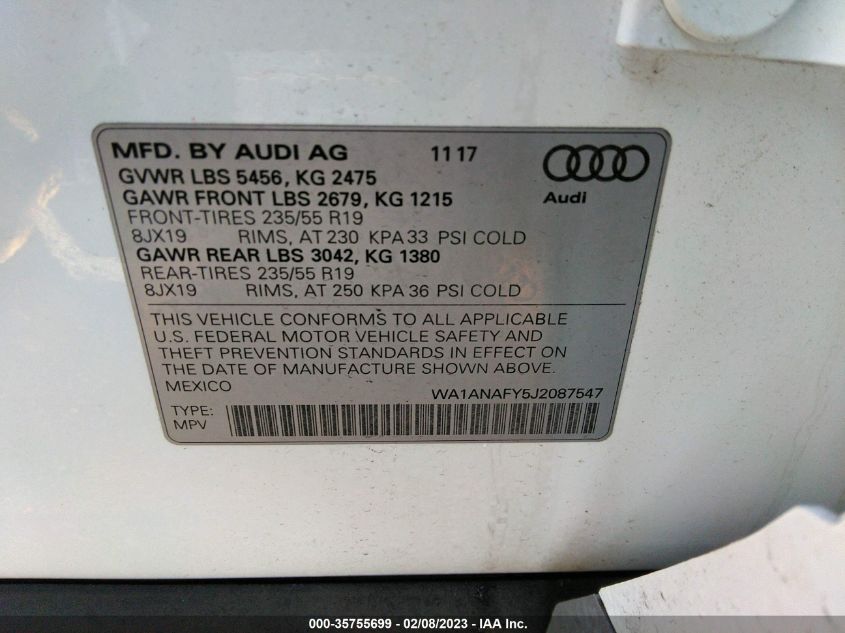 MFD. BY AUDI AG 11 17
GVWR LBS 5456, KG 2475
GAWR FRONT LBS 2679, KG 1215
FRONT-TIRES 235/55 R19
8JX19 RIMS, AT 230 KPA 33 PSI COLD
GAWR REAR LBS 3042, KG 1380
REAR-TIRES 235/55 R19
8JX19 RIMS, AT 250 KPA 36 PSI COLD
Audi
THIS VEHICLE CONFORMS TO ALL APPLICABLE
U.S. FEDERAL MOTOR VEHICLE SAFETY AND
THEFT PREVENTION STANDARDS IN EFFECT ON
THE DATE OF MANUFACTURE SHOWN ABOVE.
MEXICO WA1ANAFY5J2087547
TYPE:
MPV
000-35755699 - 02/08/2023 - IAA Inc.